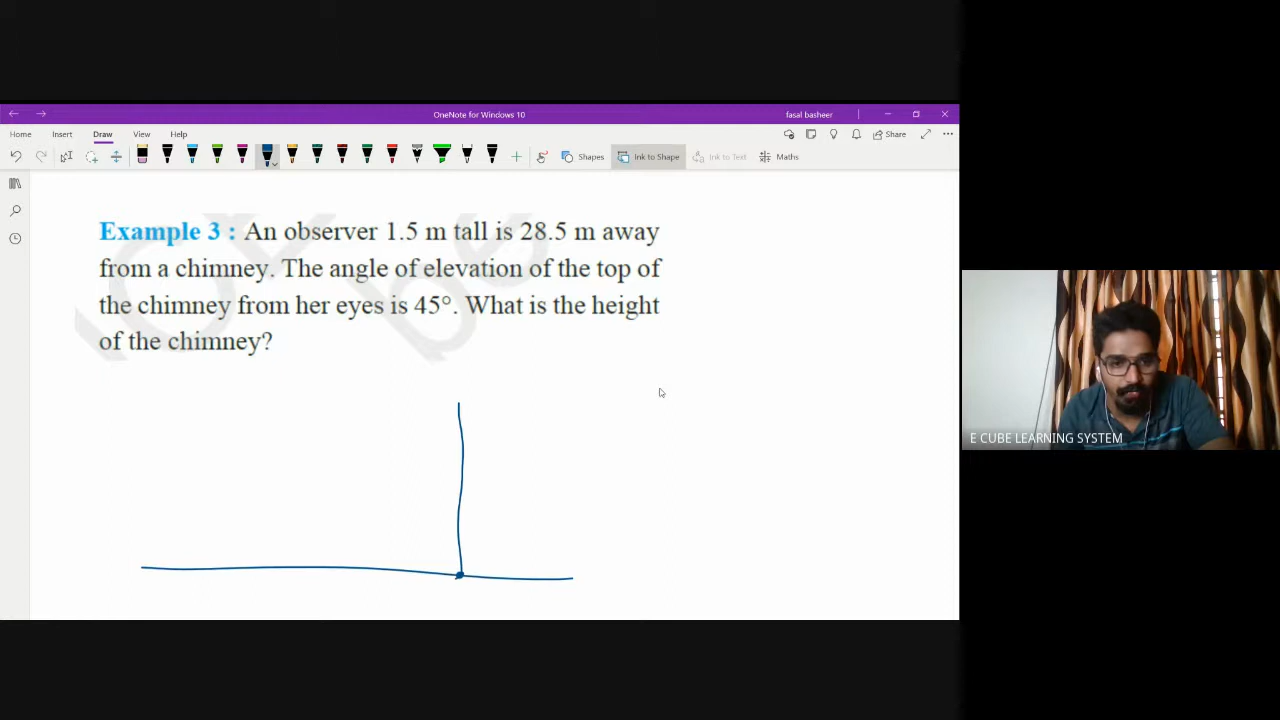 OneNote for Windows 10
fasal basheer
Home Insert Draw View Help
Share
Shapes Ink to Shape Ink to Text Maths
Example 3 : An observer 1.5 m tall is 28.5 m away
from a chimney. The angle of elevation of the top of
the chimney from her eyes is 45°. What is the height
of the chimney?
E CUBE LEARNING SYSTEM